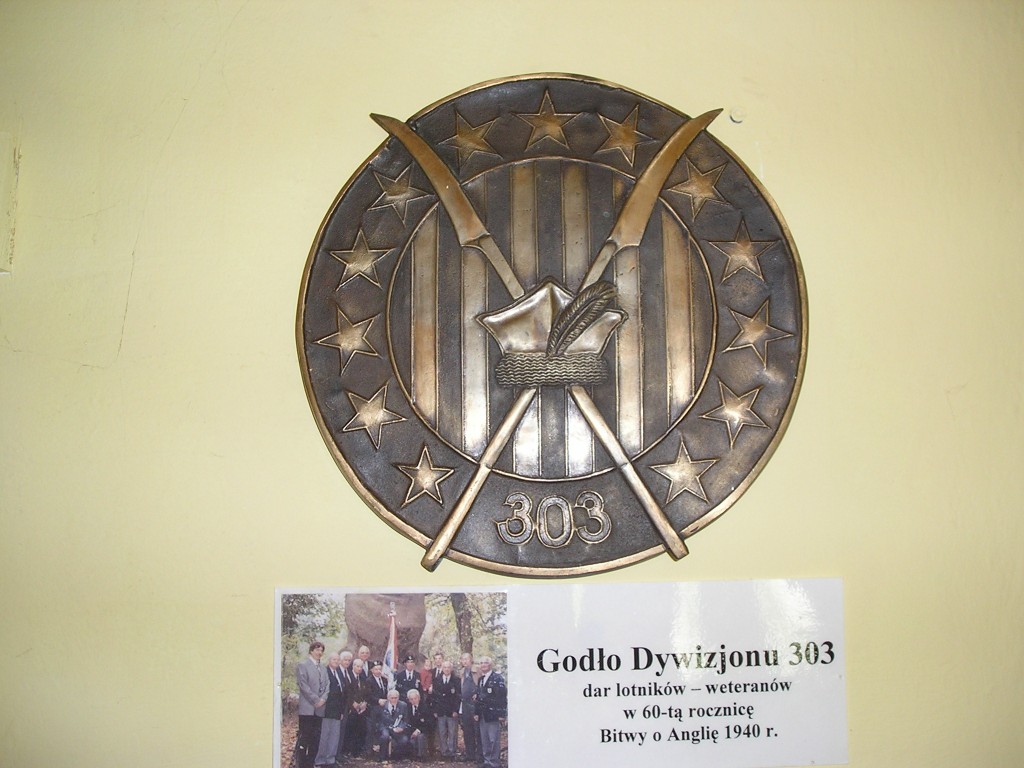 303
Godło Dywizjonu 303
dar lotników – weteranów
w 60-tą rocznicę
Bitwy o Anglię 1940 r.